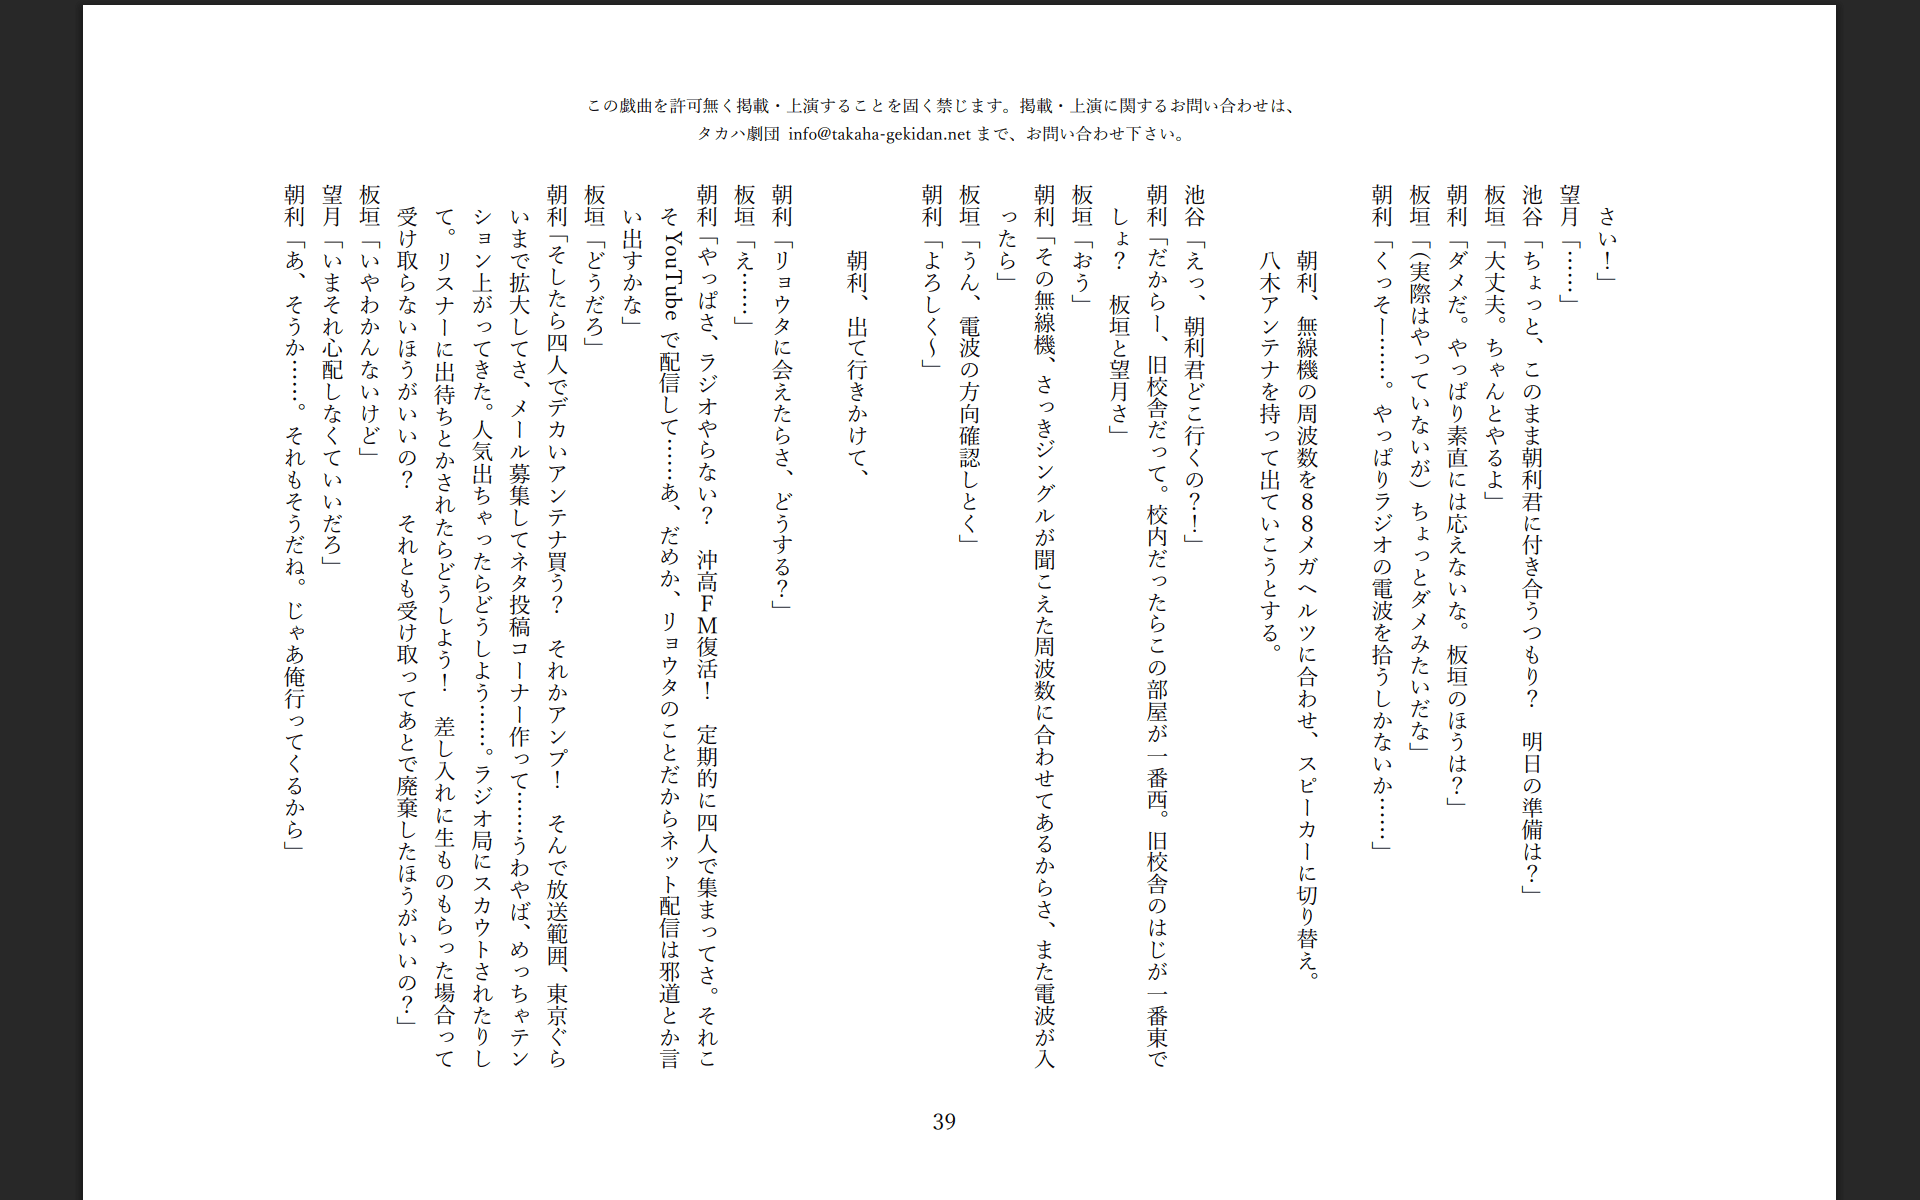 この戯曲を許可無く掲載・上演することを固く禁じます。掲載・上演に関するお問い合わせは、
タカハ劇団 info@takaha-gekidan.net まで、お問い合わせ下さい。
さい！」
望月「……」
池谷「ちょっと、このまま朝利君に付き合うつもり？　明日の準備は？」
板垣「大丈夫。ちゃんとやるよ」
朝利「ダメだ。やっぱり素直には応えないな。板垣のほうは？」
板垣「（実際はやっていないが）ちょっとダメみたいだな」
朝利「くっそー……。やっぱりラジオの電波を拾うしかないか……」
朝利、無線機の周波数を８８メガヘルツに合わせ、スピーカーに切り替え。
八木アンテナを持って出ていこうとする。
池谷「えっ、朝利君どこ行くの？！」
朝利「だからー、旧校舎だって。校内だったらこの部屋が一番西。旧校舎のはじが一番東で
しょ？　板垣と望月さ」
板垣「おう」
朝利「その無線機、さっきジングルが聞こえた周波数に合わせてあるからさ、また電波が入
ったら」
板垣「うん、電波の方向確認しとく」
朝利「よろしく〜」
朝利、出て行きかけて、
朝利「リョウタに会えたらさ、どうする？」
板垣「え……」
朝利「やっぱさ、ラジオやらない？　沖高ＦＭ復活！　定期的に四人で集まってさ。それこ
そ YouTube で配信して……あ、だめか、リョウタのことだからネット配信は邪道とか言
い出すかな」
板垣「どうだろ」
朝利「そしたら四人でデカいアンテナ買う？　それかアンプ！　そんで放送範囲、東京ぐら
いまで拡大してさ、メール募集してネタ投稿コーナー作って……うわやば、めっちゃテン
ション上がってきた。人気出ちゃったらどうしよう……。ラジオ局にスカウトされたりし
て。リスナーに出待ちとかされたらどうしよう！　差し入れに生ものもらった場合って
受け取らないほうがいいの？　それとも受け取ってあとで廃棄したほうがいいの？」
板垣「いやわかんないけど」
望月「いまそれ心配しなくていいだろ」
朝利「あ、そうか……。それもそうだね。じゃあ俺行ってくるから」
39